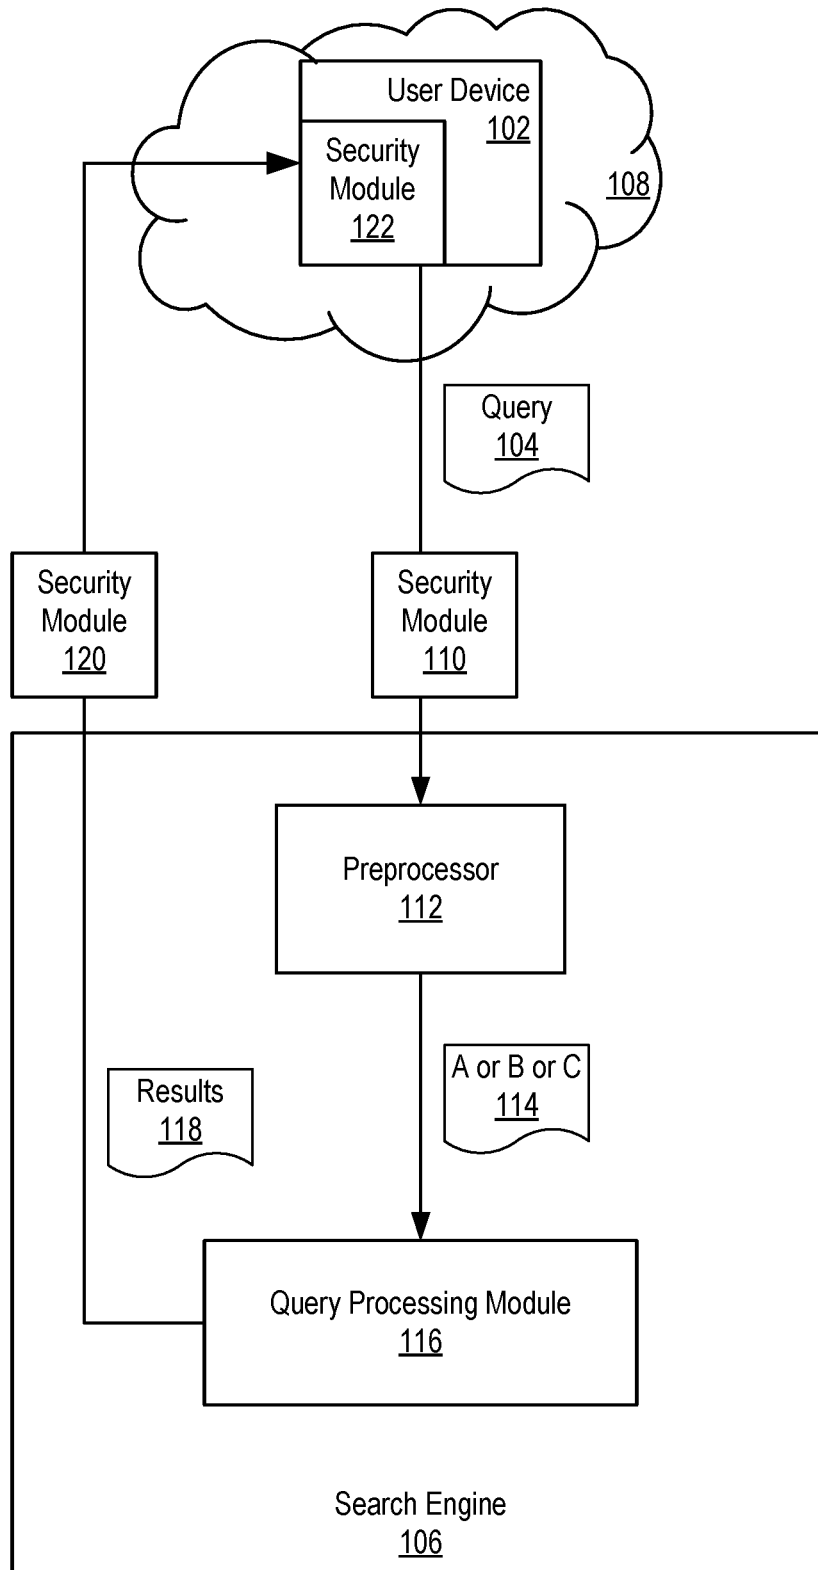 User Device
102
Security
Module
122
108
Query
104
Security
Module
120
Security
Module
110
Preprocessor
112
A or B or C
114
Results
118
Query Processing Module
116
Search Engine
106